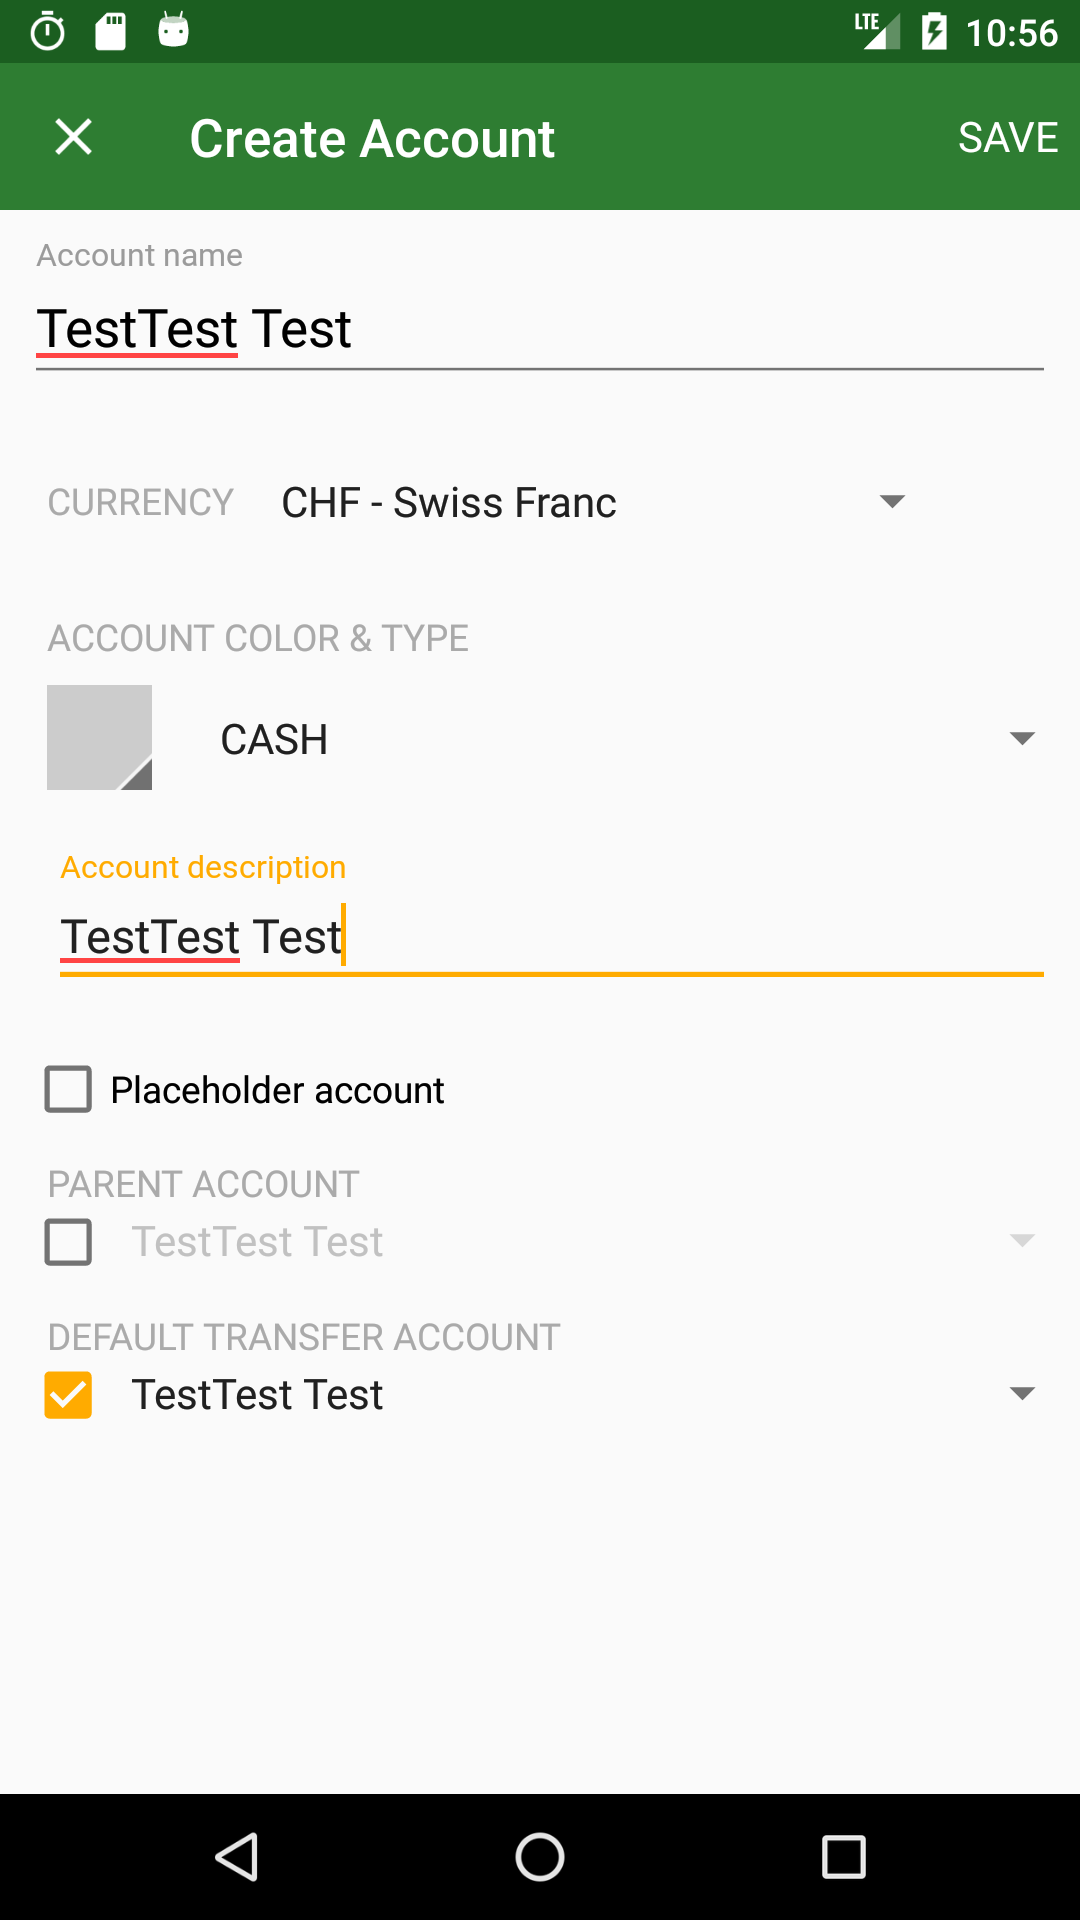 LTE 10:56
Create Account SAVE
Account name
TestTest Test
CURRENCY CHF - Swiss Franc
ACCOUNT COLOR & TYPE
CASH
Account description
TestTest Test
Placeholder account
PARENT ACCOUNT
TestTest Test
DEFAULT TRANSFER ACCOUNT
TestTest Test